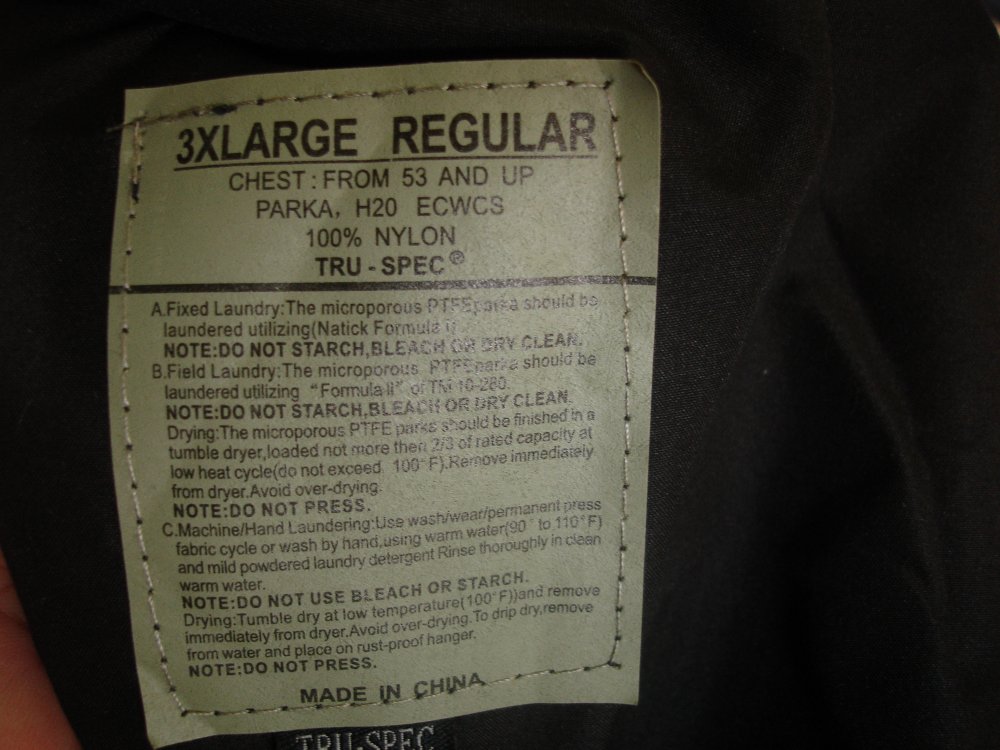 3XLARGE REGULAR
CHEST : FROM 53 AND UP
PARKA, H20 ECWCS
100% NYLON
TRU - SPEC®
A.Fixed Laundry:The microporous PTFE parka should be
laundered utilizing(Natick Formula I)
NOTE:DO NOT STARCH,BLEACH OR DRY CLEAN.
B.Field Laundry:The microporous PTFE parka should be
laundered utilizing "Formula II" of TM 10-280.
NOTE:DO NOT STARCH,BLEACH OR DRY CLEAN.
Drying:The microporous PTFE parks should be finished in a
tumble dryer,loaded not more then 2/3 of rated capacity at
low heat cycle(do not exceed 100°F).Remove immediately
from dryer.Avoid over-drying.
NOTE:DO NOT PRESS.
C.Machine/Hand Laundering:Use wash/wear/permanent press
fabric cycle or wash by hand,using warm water(90° to 110°F)
and mild powdered laundry detergent Rinse thoroughly in clean
warm water.
NOTE:DO NOT USE BLEACH OR STARCH.
Drying:Tumble dry at low temperature(100°F))and remove
immediately from dryer.Avoid over-drying.To drip dry,remove
from water and place on rust-proof hanger.
NOTE:DO NOT PRESS.
MADE IN CHINA
TRU-SPEC